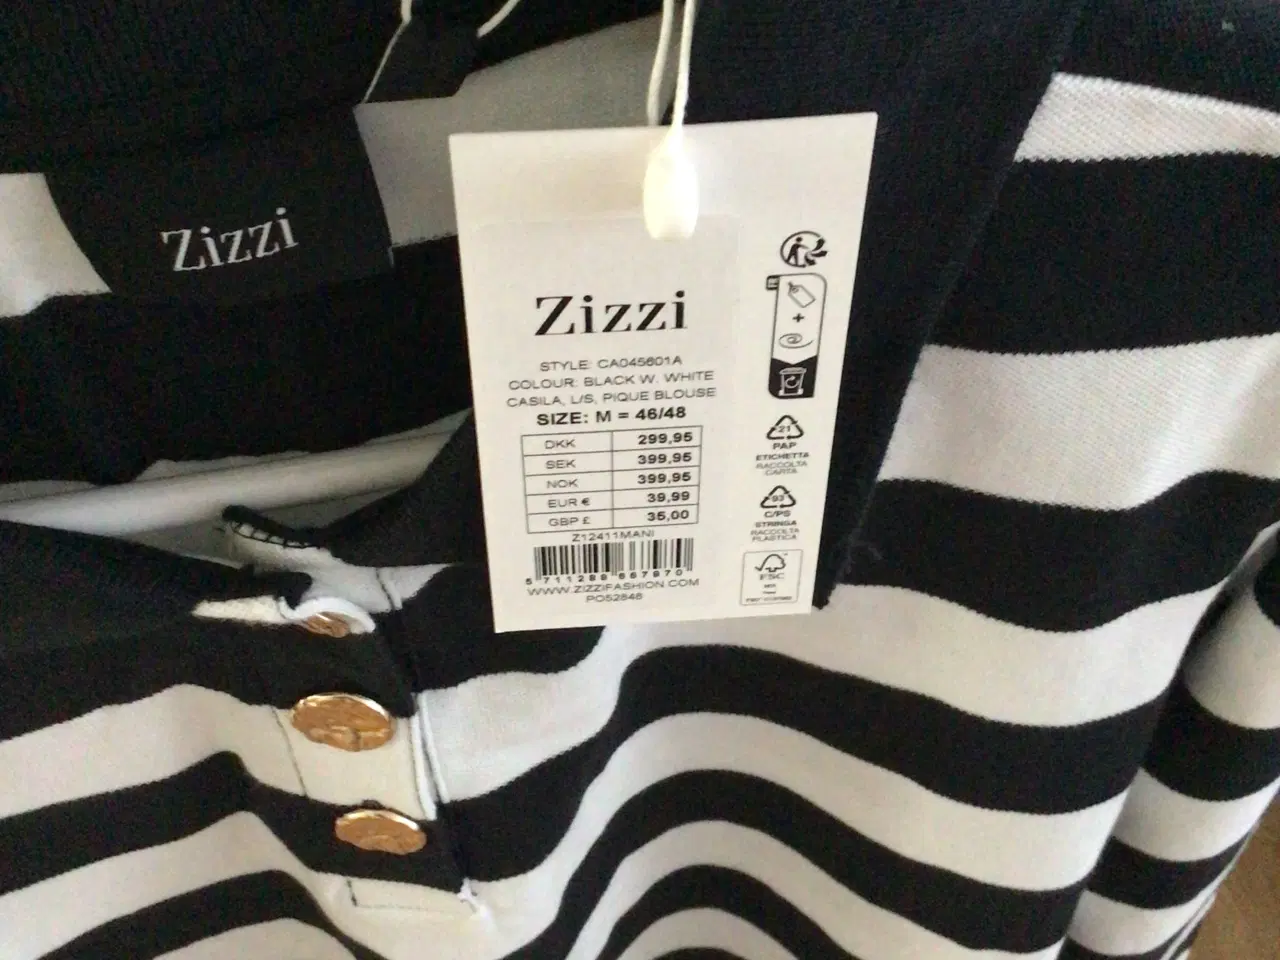 Zizzi
Zizzi
STYLE: CA045601A
COLOUR: BLACK W. WHITE
CASILA, L/S, PIQUE BLOUSE
SIZE: M = 46/48
DKK 299,95
SEK 399,95
NOK 399,95
EUR € 39,99
GBP £ 35,00
Z12411MANI
WWW.ZIZZIFASHION.COM
PO52848
21
PAP
ETICHETTA
RACCOLTA
CARTA
C/PS
STRINGA
RACCOLTA
PLASTICA
FSC